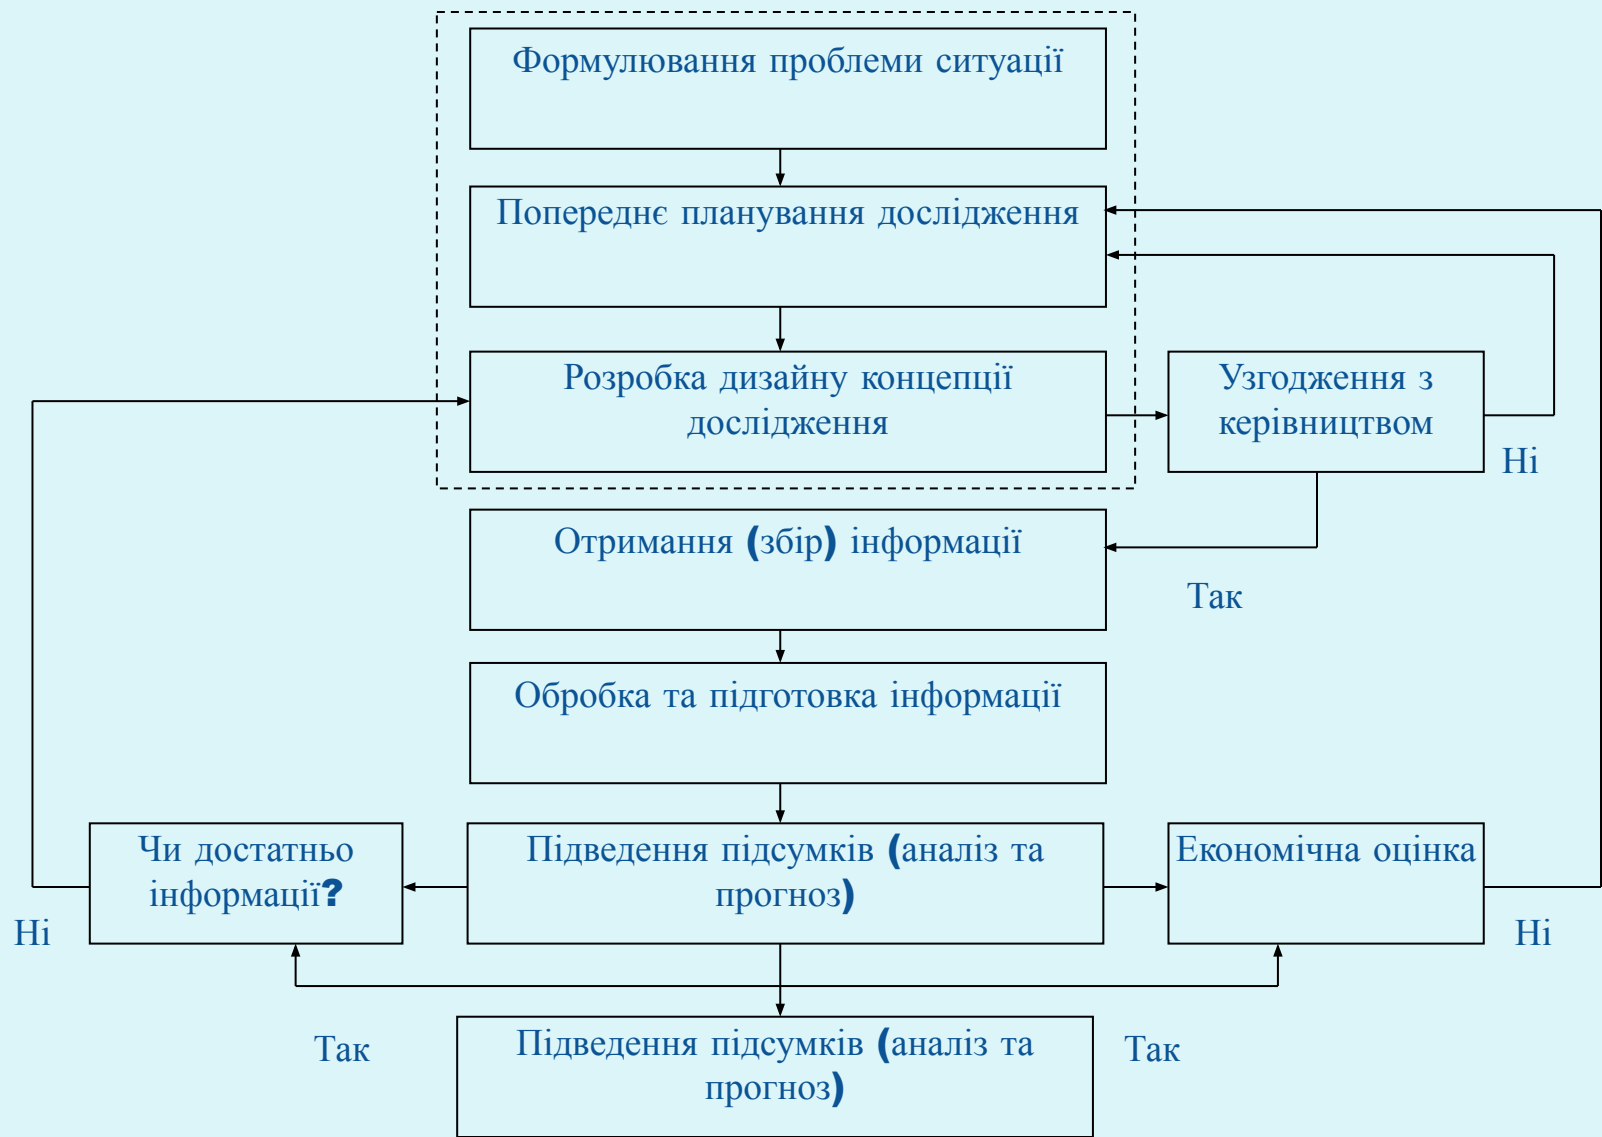 Формулювання проблеми ситуації
Попереднє планування дослідження
Розробка дизайну концепції
дослідження
Узгодження з
керівництвом
Ні
Отримання (збір) інформації
Так
Обробка та підготовка інформації
Чи достатньо
інформації?
Ні
Підведення підсумків (аналіз та
прогноз)
Економічна оцінка
Ні
Так
Підведення підсумків (аналіз та
прогноз)
Так